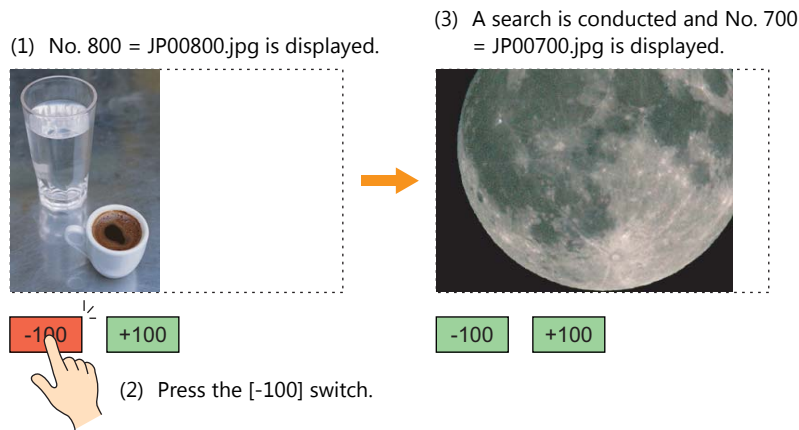 (1) No. 800 = JP00800.jpg is displayed.
-100
+100
(2) Press the [-100] switch.
(3) A search is conducted and No. 700
= JP00700.jpg is displayed.
-100
+100